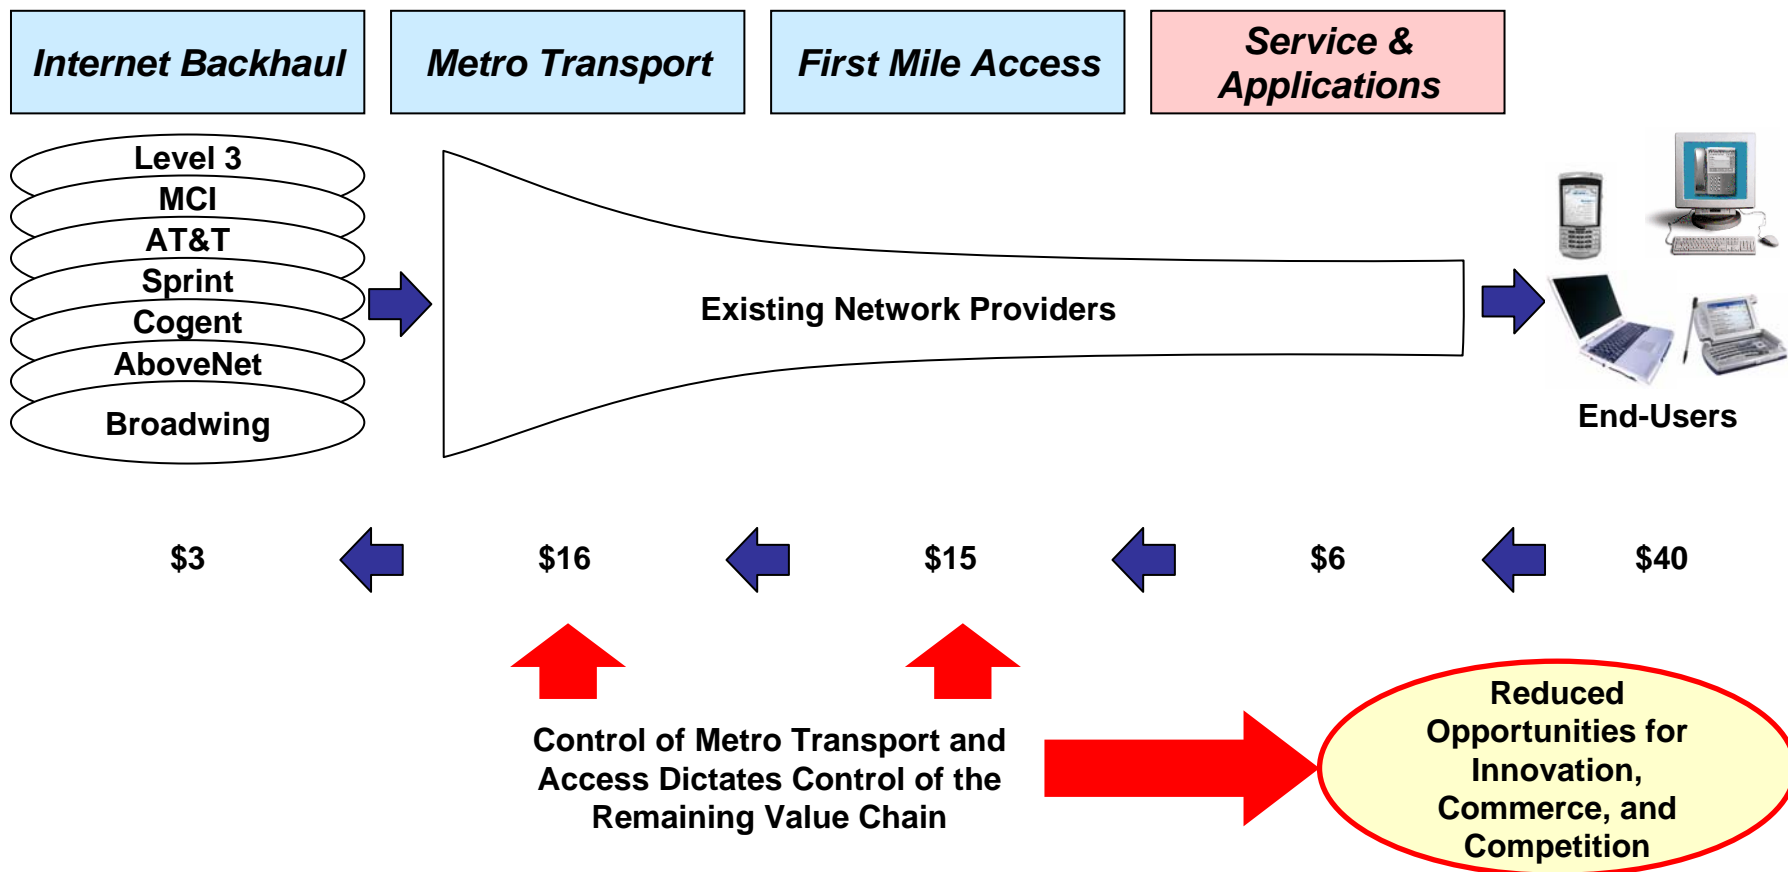 Internet Backhaul
Metro Transport
First Mile Access
Service &
Applications
Level 3
MCI
AT&T
Sprint
Cogent
AboveNet
Broadwing
Existing Network Providers
End-Users
$3
$16
$15
$6
$40
Control of Metro Transport and
Access Dictates Control of the
Remaining Value Chain
Reduced
Opportunities for
Innovation,
Commerce, and
Competition